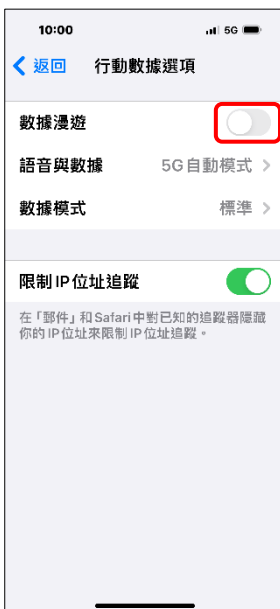 10:00 5G
返回 行動數據選項
數據漫遊
語音與數據 5G自動模式
數據模式 標準
限制IP位址追蹤
在「郵件」和Safari中對已知的追蹤器隱藏
你的IP位址來限制IP位址追蹤。